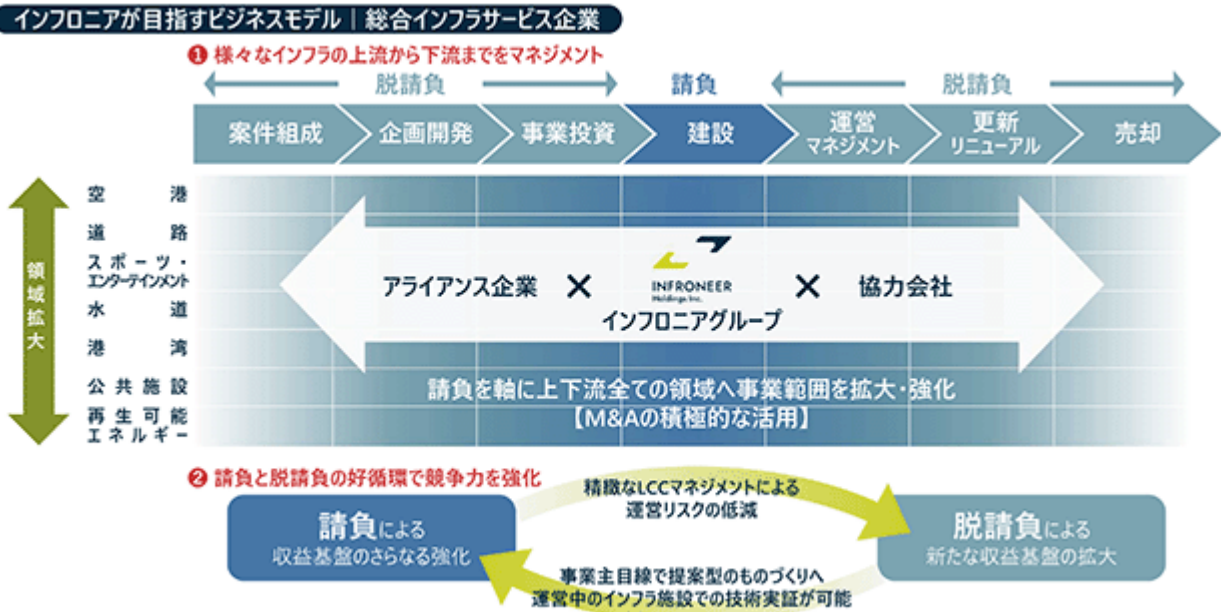 インフロニアが目指すビジネスモデル｜総合インフラサービス企業
❶ 様々なインフラの上流から下流までをマネジメント
脱請負 請負 脱請負
案件組成 企画開発 事業投資 建設 運営マネジメント 更新リニューアル 売却
領域拡大
空港
道路
スポーツ・
エンターテインメント
水道
港湾
公共施設
再生可能
エネルギー
アライアンス企業 × INFRONEER Holdings Inc. × 協力会社
インフロニアグループ
請負を軸に上下流全ての領域へ事業範囲を拡大・強化
【M&Aの積極的な活用】
❷ 請負と脱請負の好循環で競争力を強化
精緻なLCCマネジメントによる
運営リスクの低減
請負による
収益基盤のさらなる強化
脱請負による
新たな収益基盤の拡大
事業主目線で提案型のものづくりへ
運営中のインフラ施設での技術実証が可能